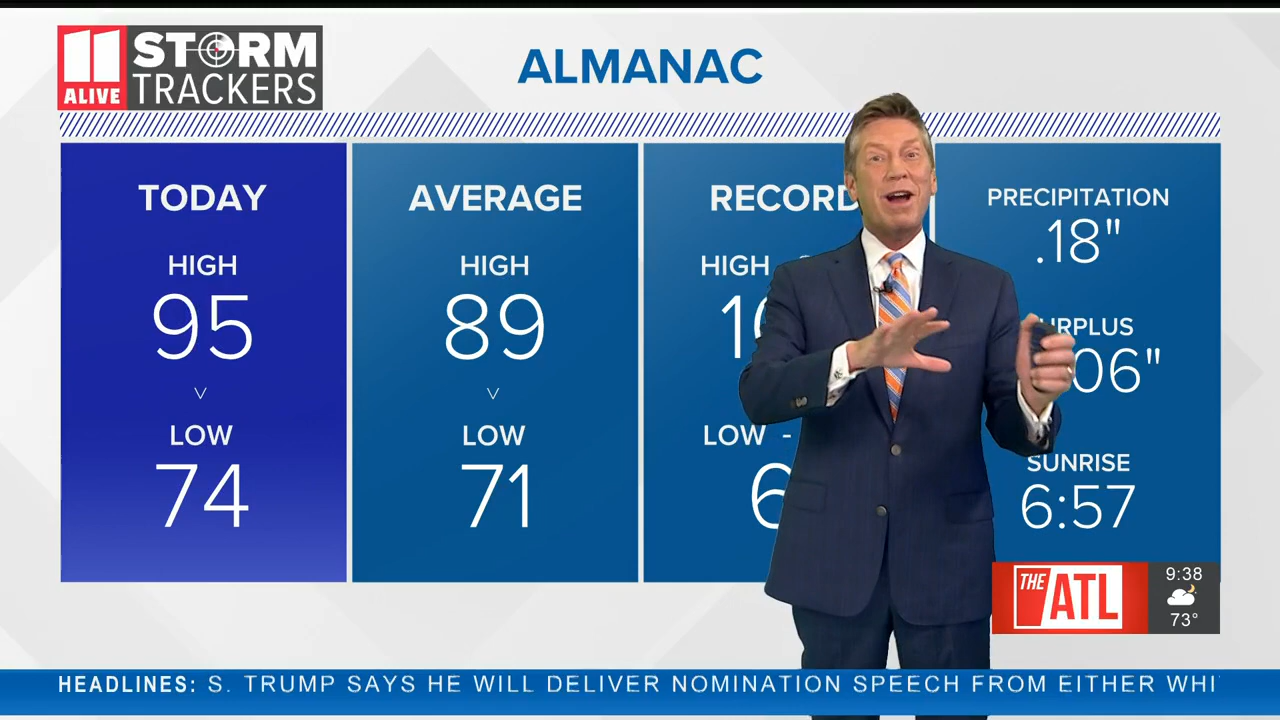 11
ALIVE
STORM
TRACKERS
ALMANAC
TODAY
HIGH
95
LOW
74
AVERAGE
HIGH
89
LOW
71
RECORD
HIGH
LOW -
PRECIPITATION
.18"
06"
SUNRISE
6:57
THE
ATL
9:38
73°
HEADLINES: S. TRUMP SAYS HE WILL DELIVER NOMINATION SPEECH FROM EITHER